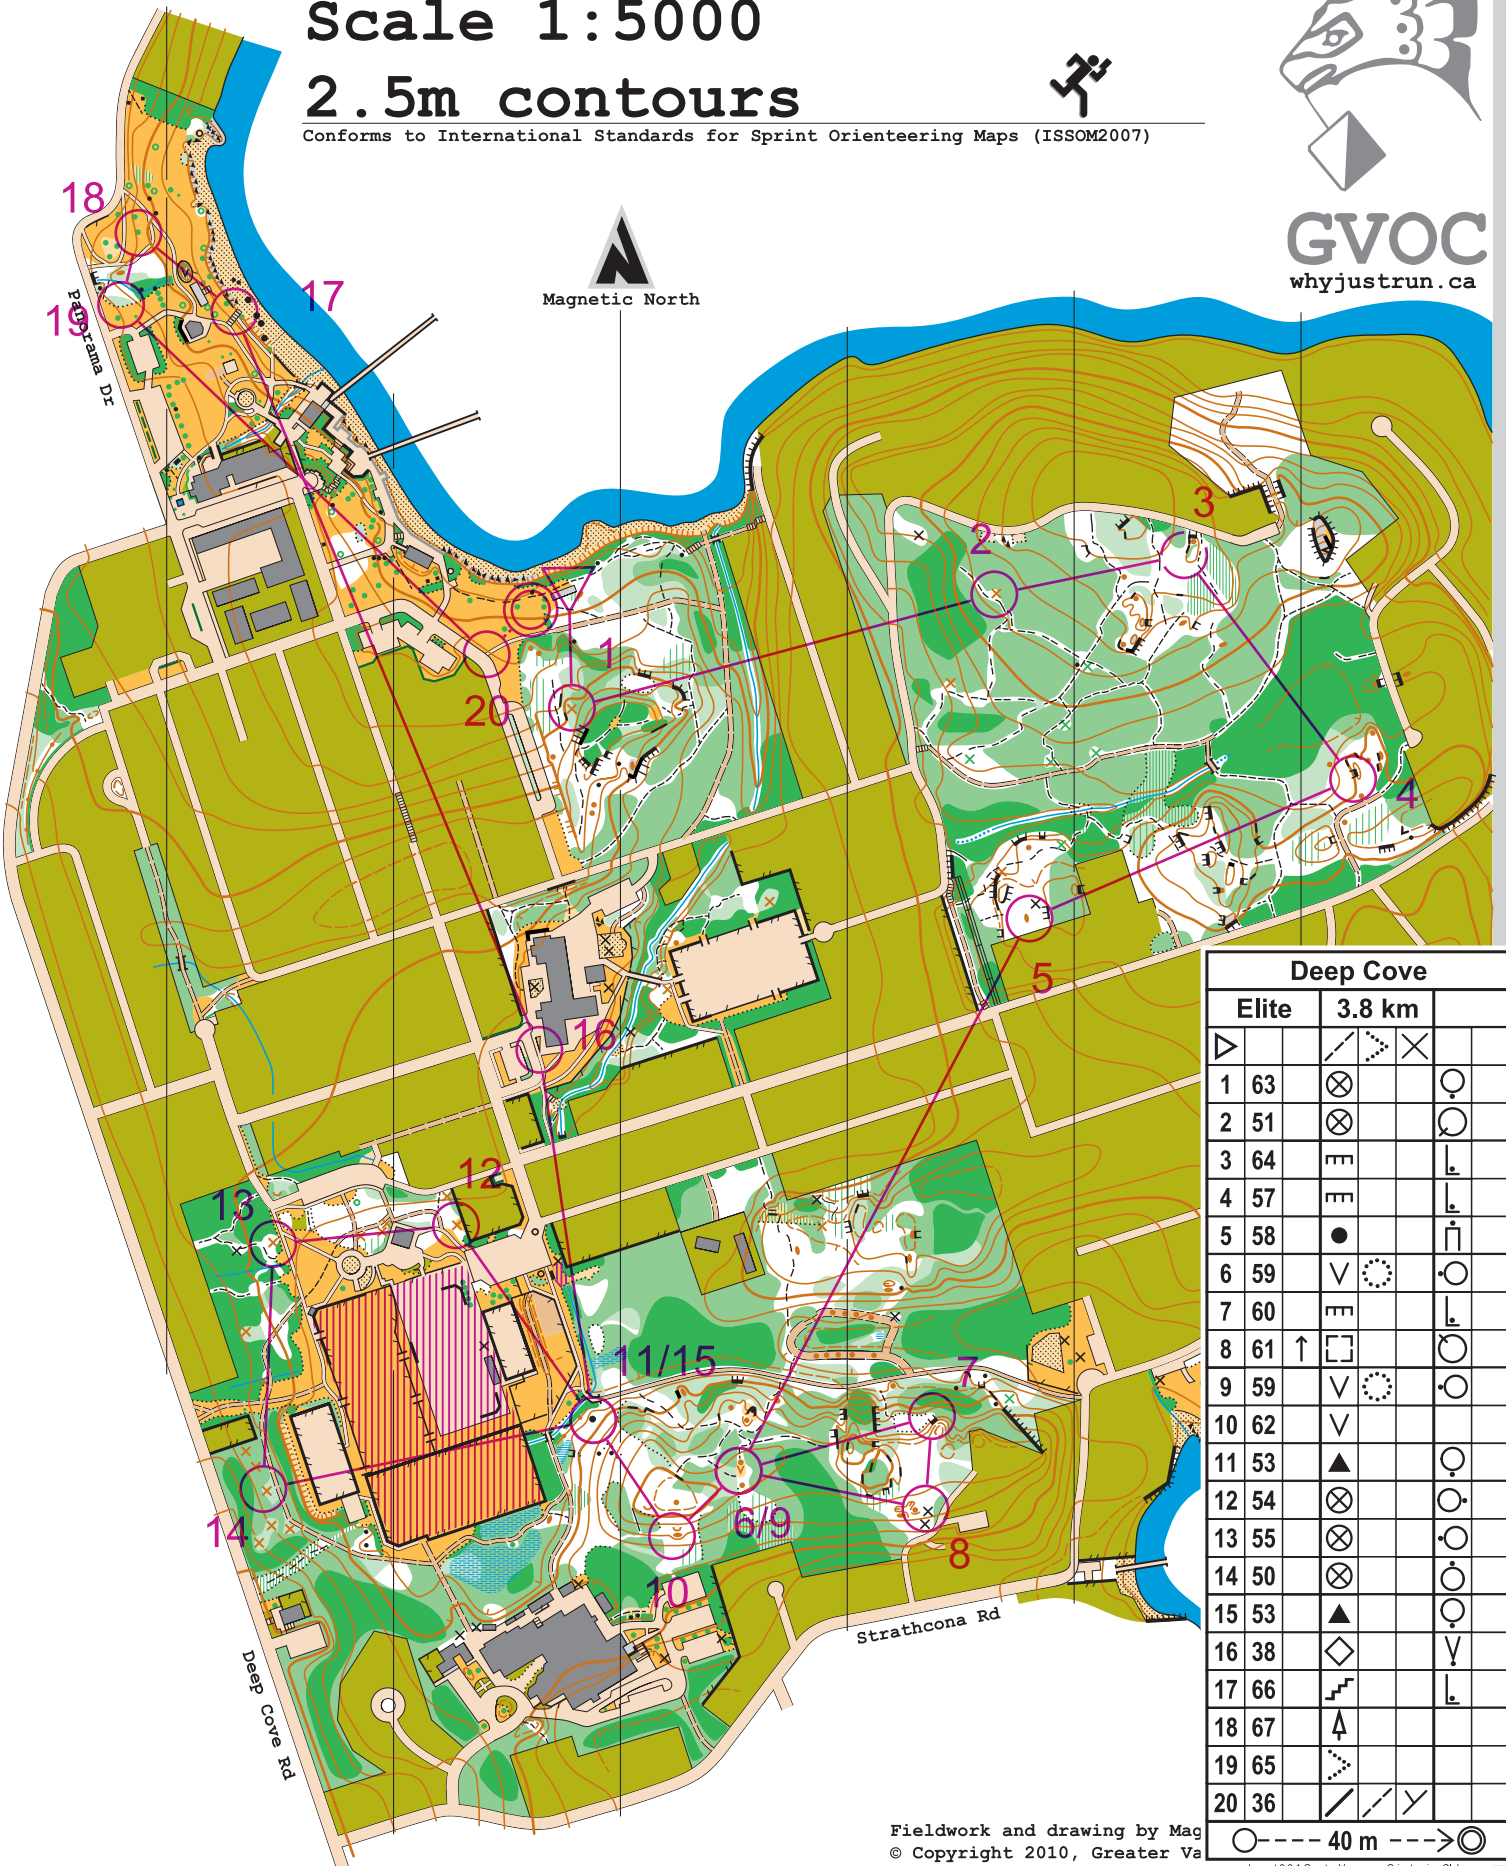 Scale 1:5000
2.5m contours
Conforms to International Standards for Sprint Orienteering Maps (ISSOM2007)
GVOC
whyjustrun.ca
Magnetic North
18
17
19
Panorama Dr
1
2
3
20
4
5
16
12
13
11/15
7
14
6/9
8
10
Strathcona Rd
Deep Cove Rd
Deep Cove
Elite 3.8 km
1 63
2 51
3 64
4 57
5 58
6 59
7 60
8 61
9 59
10 62
11 53
12 54
13 55
14 50
15 53
16 38
17 66
18 67
19 65
20 36
40 m
Fieldwork and drawing by Mag
© Copyright 2010, Greater Va